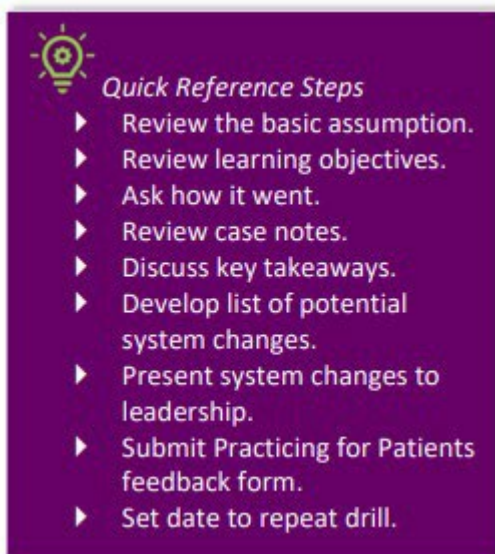 Quick Reference Steps
Review the basic assumption.
Review learning objectives.
Ask how it went.
Review case notes.
Discuss key takeaways.
Develop list of potential
system changes.
Present system changes to
leadership.
Submit Practicing for Patients
feedback form.
Set date to repeat drill.